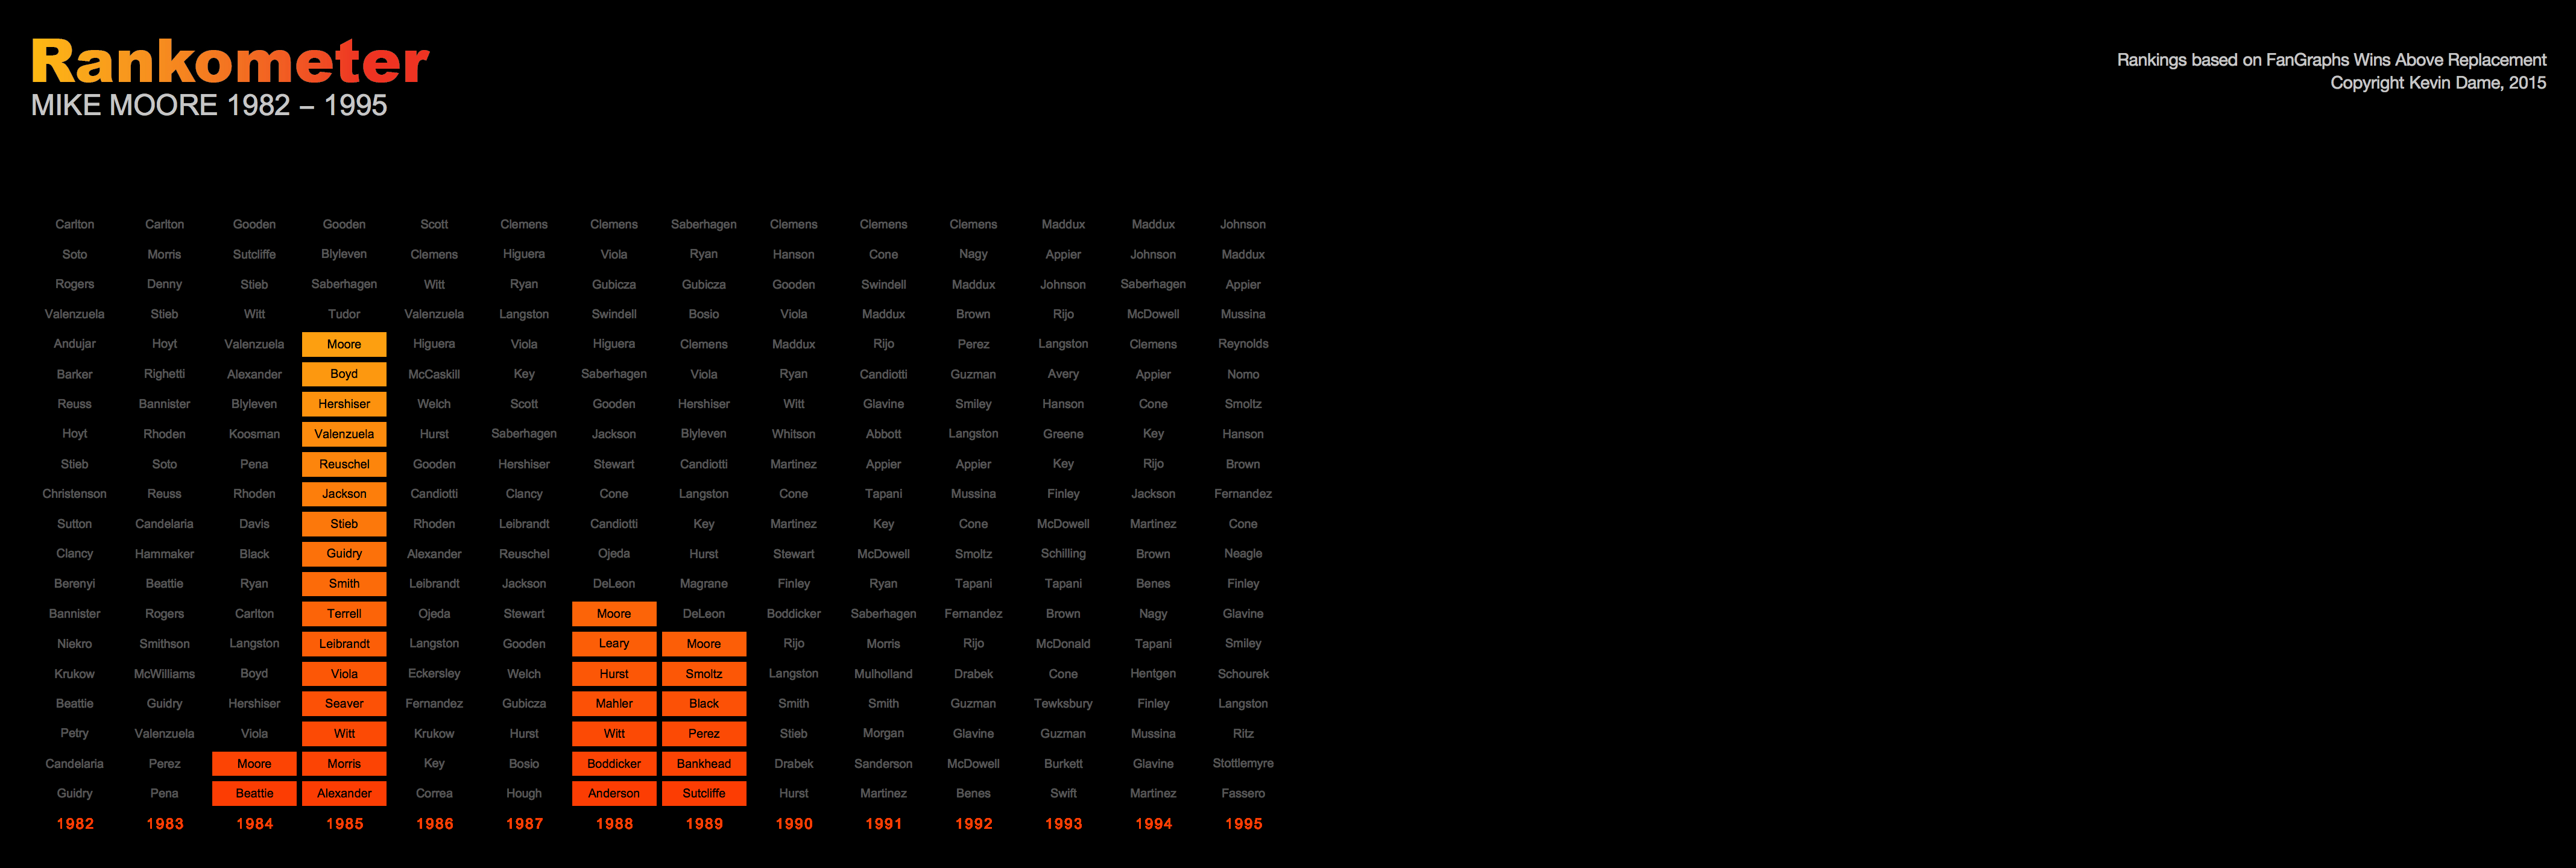 Rankometer
MIKE MOORE 1982 – 1995
Rankings based on FanGraphs Wins Above Replacement
Copyright Kevin Dame, 2015
Carlton Carlton Gooden Gooden Scott Clemens Clemens Saberhagen Clemens Clemens Clemens Maddux Maddux Johnson
Soto Morris Sutcliffe Blyleven Clemens Higuera Viola Ryan Hanson Cone Nagy Appier Johnson Maddux
Rogers Denny Stieb Saberhagen Witt Ryan Gubicza Gubicza Gooden Swindell Maddux Johnson Saberhagen Appier
Valenzuela Stieb Witt Tudor Valenzuela Langston Swindell Bosio Viola Maddux Brown Rijo McDowell Mussina
Andujar Hoyt Valenzuela Moore Higuera Viola Higuera Clemens Maddux Rijo Perez Langston Clemens Reynolds
Barker Righetti Alexander Boyd McCaskill Key Saberhagen Viola Ryan Candiotti Guzman Avery Appier Nomo
Reuss Bannister Blyleven Hershiser Welch Scott Gooden Hershiser Witt Glavine Smiley Hanson Cone Smoltz
Hoyt Rhoden Koosman Valenzuela Hurst Saberhagen Jackson Blyleven Whitson Abbott Langston Greene Key Hanson
Stieb Soto Pena Reuschel Gooden Hershiser Stewart Candiotti Martinez Appier Appier Key Rijo Brown
Christenson Reuss Rhoden Jackson Candiotti Clancy Cone Langston Cone Tapani Mussina Finley Jackson Fernandez
Sutton Candelaria Davis Stieb Rhoden Leibrandt Candiotti Key Martinez Key Cone McDowell Martinez Cone
Clancy Hammaker Black Guidry Alexander Reuschel Ojeda Hurst Stewart McDowell Smoltz Schilling Brown Neagle
Berenyi Beattie Ryan Smith Leibrandt Jackson DeLeon Magrane Finley Ryan Tapani Tapani Benes Finley
Bannister Rogers Carlton Terrell Ojeda Stewart Moore DeLeon Boddicker Saberhagen Fernandez Brown Nagy Glavine
Niekro Smithson Langston Leibrandt Langston Gooden Leary Moore Rijo Morris Rijo McDonald Tapani Smiley
Krukow McWilliams Boyd Viola Eckersley Welch Hurst Smoltz Langston Mulholland Drabek Cone Hentgen Schourek
Beattie Guidry Hershiser Seaver Fernandez Gubicza Mahler Black Smith Smith Guzman Tewksbury Finley Langston
Petry Valenzuela Viola Witt Krukow Hurst Witt Perez Stieb Morgan Glavine Guzman Mussina Ritz
Candelaria Perez Moore Morris Key Bosio Boddicker Bankhead Drabek Sanderson McDowell Burkett Glavine Stottlemyre
Guidry Pena Beattie Alexander Correa Hough Anderson Sutcliffe Hurst Martinez Benes Swift Martinez Fassero
1982 1983 1984 1985 1986 1987 1988 1989 1990 1991 1992 1993 1994 1995